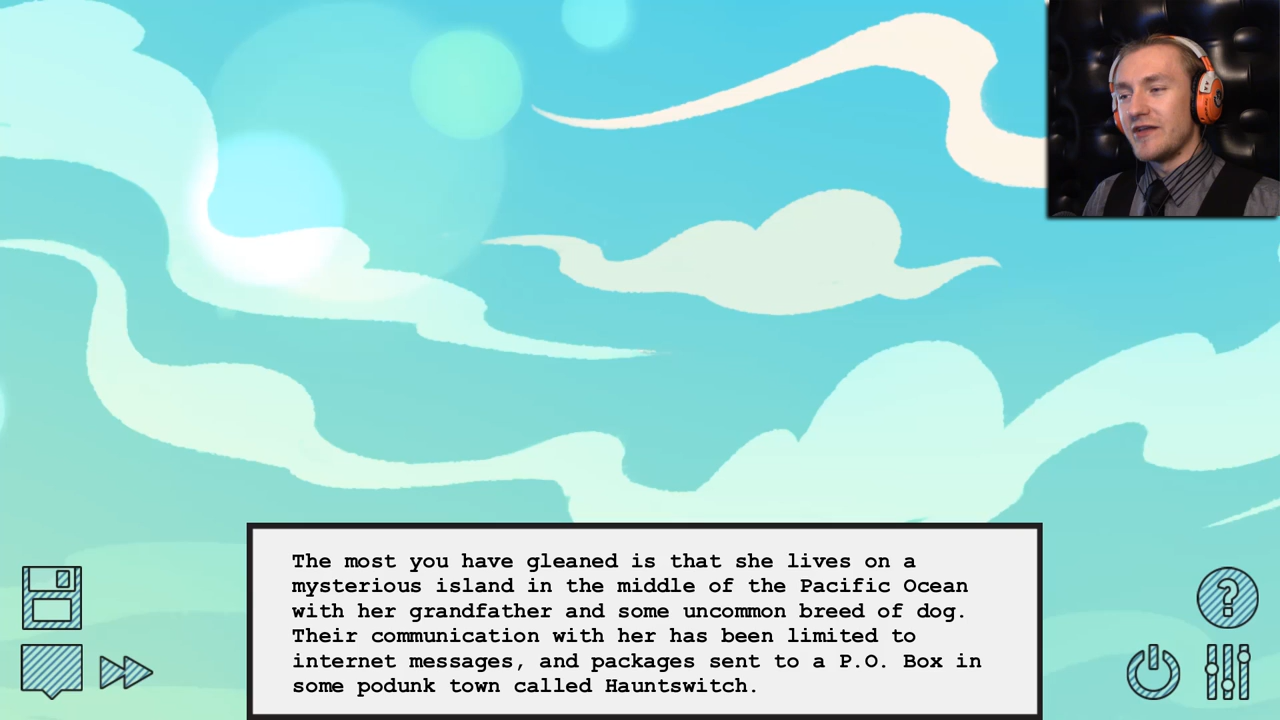 The most you have gleaned is that she lives on a
mysterious island in the middle of the Pacific Ocean
with her grandfather and some uncommon breed of dog.
Their communication with her has been limited to
internet messages, and packages sent to a P.O. Box in
some podunk town called Hauntswitch.
?